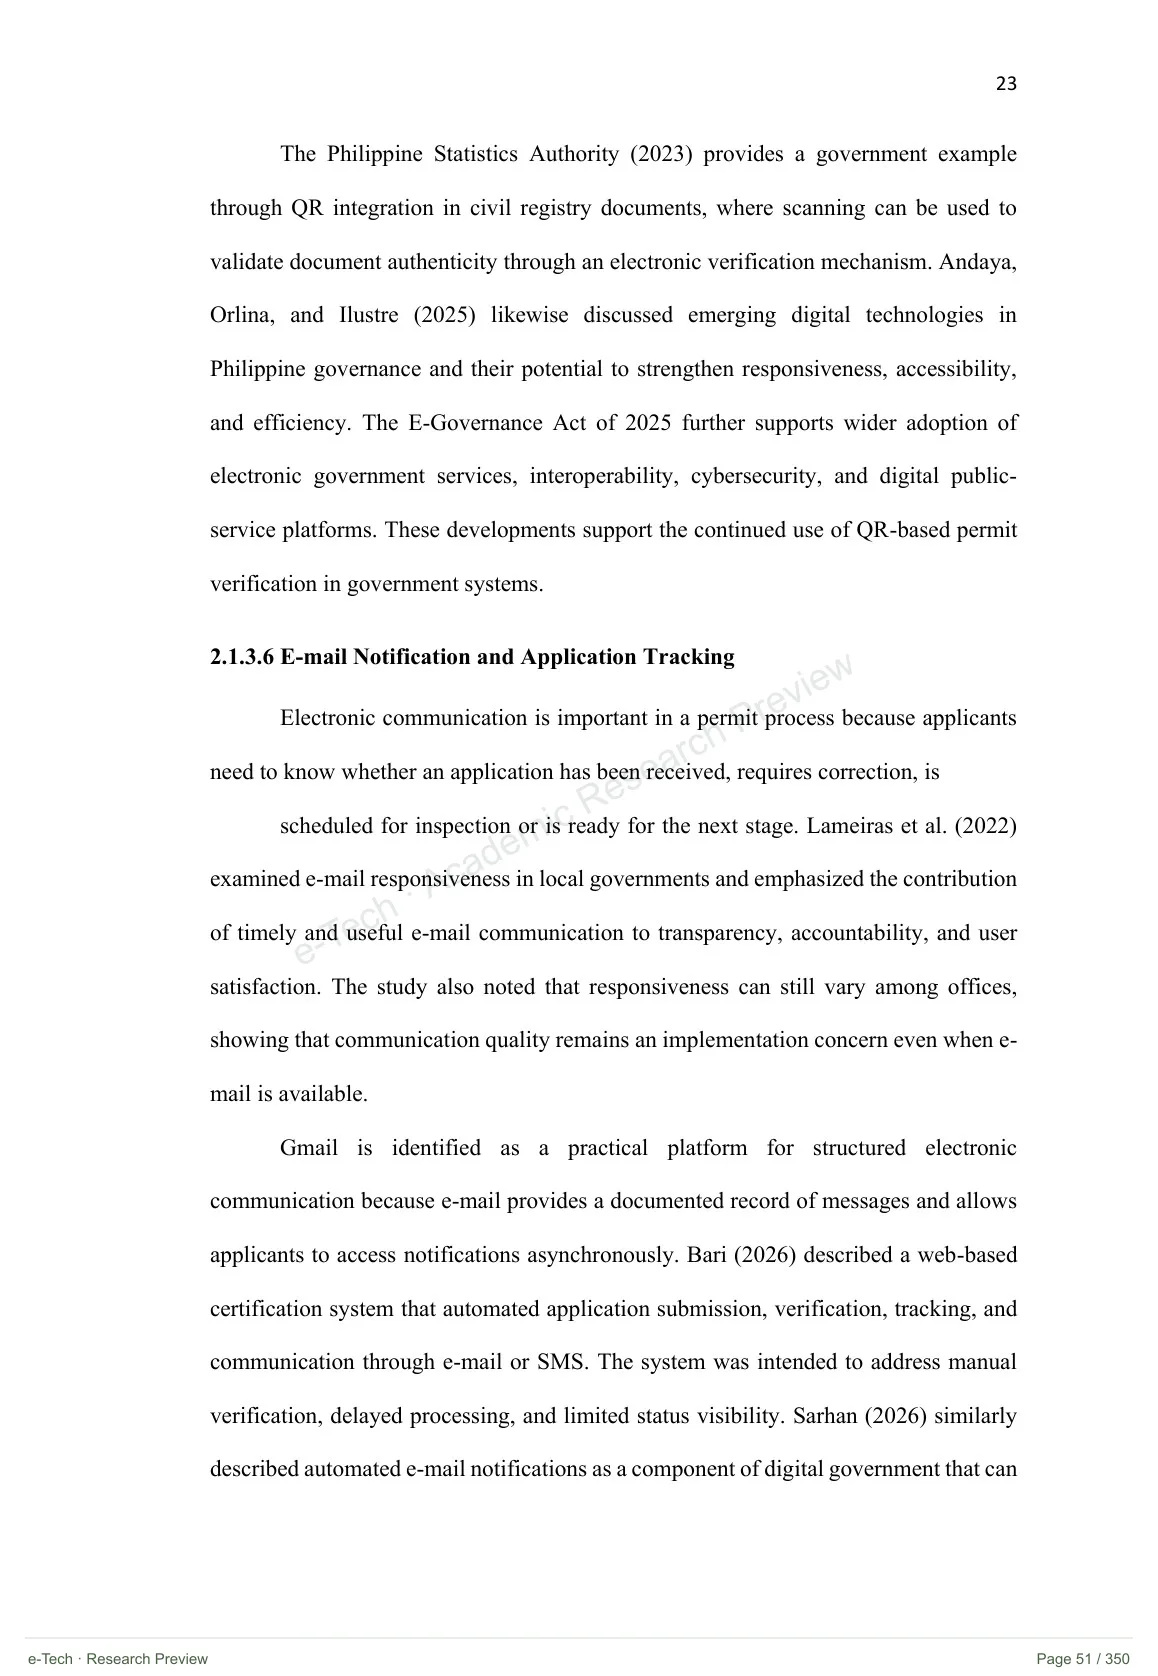 23
The Philippine Statistics Authority (2023) provides a government example
through QR integration in civil registry documents, where scanning can be used to
validate document authenticity through an electronic verification mechanism. Andaya,
Orlina, and Ilustre (2025) likewise discussed emerging digital technologies in
Philippine governance and their potential to strengthen responsiveness, accessibility,
and efficiency. The E-Governance Act of 2025 further supports wider adoption of
electronic government services, interoperability, cybersecurity, and digital public-
service platforms. These developments support the continued use of QR-based permit
verification in government systems.
2.1.3.6 E-mail Notification and Application Tracking
Electronic communication is important in a permit process because applicants
need to know whether an application has been received, requires correction, is
scheduled for inspection or is ready for the next stage. Lameiras et al. (2022)
examined e-mail responsiveness in local governments and emphasized the contribution
of timely and useful e-mail communication to transparency, accountability, and user
satisfaction. The study also noted that responsiveness can still vary among offices,
showing that communication quality remains an implementation concern even when e-
mail is available.
Gmail is identified as a practical platform for structured electronic
communication because e-mail provides a documented record of messages and allows
applicants to access notifications asynchronously. Bari (2026) described a web-based
certification system that automated application submission, verification, tracking, and
communication through e-mail or SMS. The system was intended to address manual
verification, delayed processing, and limited status visibility. Sarhan (2026) similarly
described automated e-mail notifications as a component of digital government that can
e-Tech · Academic Research Preview
e-Tech · Research Preview
Page 51 / 350